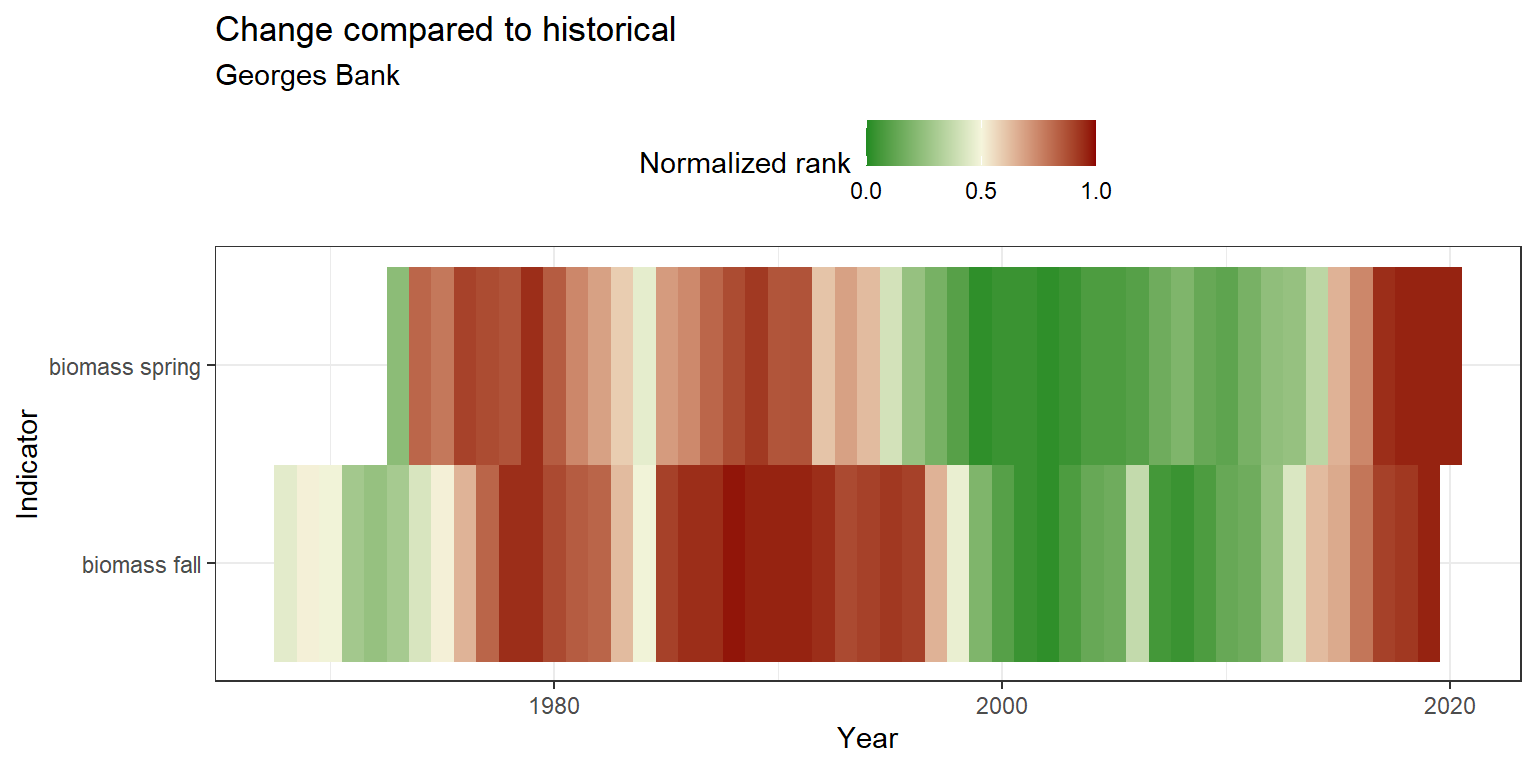 Change compared to historical
Georges Bank
Normalized rank
0.0 0.5 1.0
biomass spring
biomass fall
Indicator
1980 2000 2020
Year